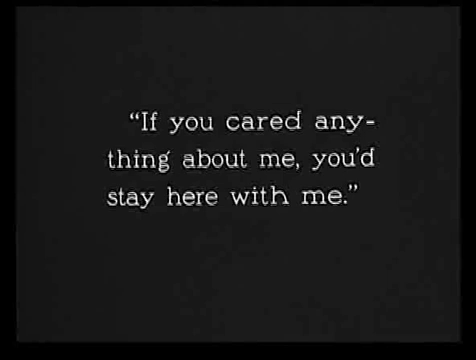 “If you cared any-
thing about me, you’d
stay here with me.”